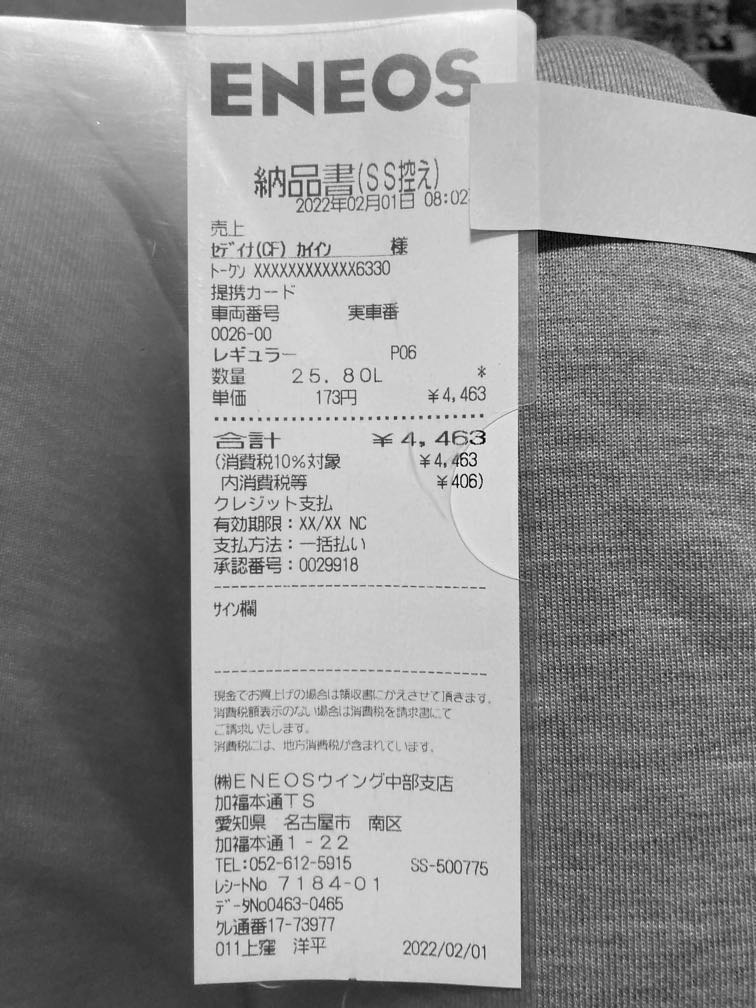 ENEOS
納品書(SS控え)
2022年02月01日 08:02
売上
ｾﾃﾞｨﾅ(CF) ｶｲｲﾝ 様
ﾄｰｸﾝ XXXXXXXXXXXX6330
提携カード
車両番号 実車番
0026-00
レギュラー P06
数量 25.80L *
単価 173円 ¥4,463
合計 ¥4,463
(消費税10%対象 ¥4,463
内消費税等 ¥406)
クレジット支払
有効期限：XX/XX NC
支払方法：一括払い
承認番号：0029918
ｻｲﾝ欄
現金でお買上げの場合は領収書にかえさせて頂きます。
消費税額表示のない場合は消費税を請求書にて
ご請求いたします。
消費税には、地方消費税が含まれています。
㈱ENEOSウイング中部支店
加福本通TS
愛知県 名古屋市 南区
加福本通1-22
TEL:052-612-5915 SS-500775
ﾚｼｰﾄNo 7184-01
ﾃﾞｰﾀNo0463-0465
ｸﾚ通番17-73977
011上窪 洋平 2022/02/01